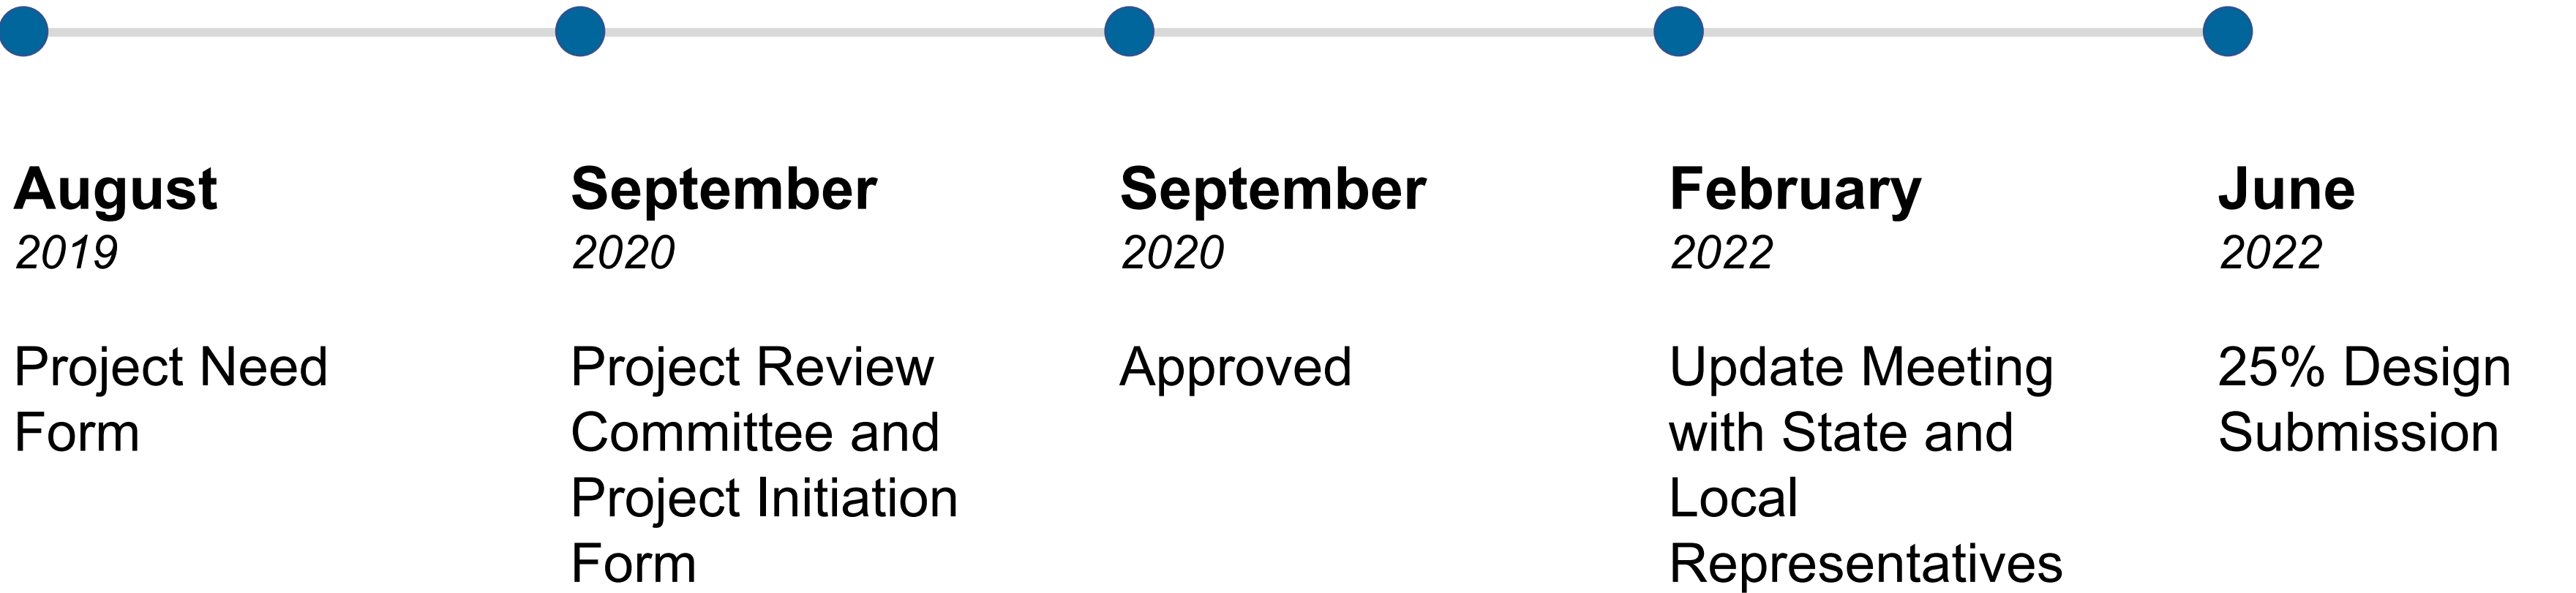 August
2019
Project Need
Form
September
2020
Project Review
Committee and
Project Initiation
Form
September
2020
Approved
February
2022
Update Meeting
with State and
Local
Representatives
June
2022
25% Design
Submission